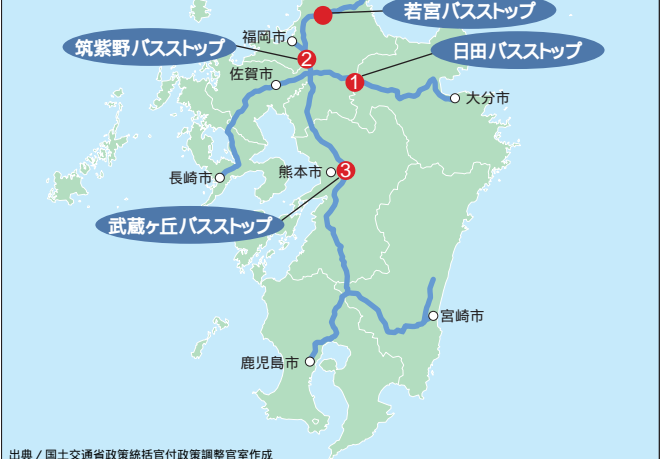 若宮バスストップ
福岡市
筑紫野バスストップ
日田バスストップ
2
佐賀市
1
大分市
熊本市
3
長崎市
武蔵ヶ丘バスストップ
宮崎市
鹿児島市
出典／国土交通省政策統括官付政策調整官室作成